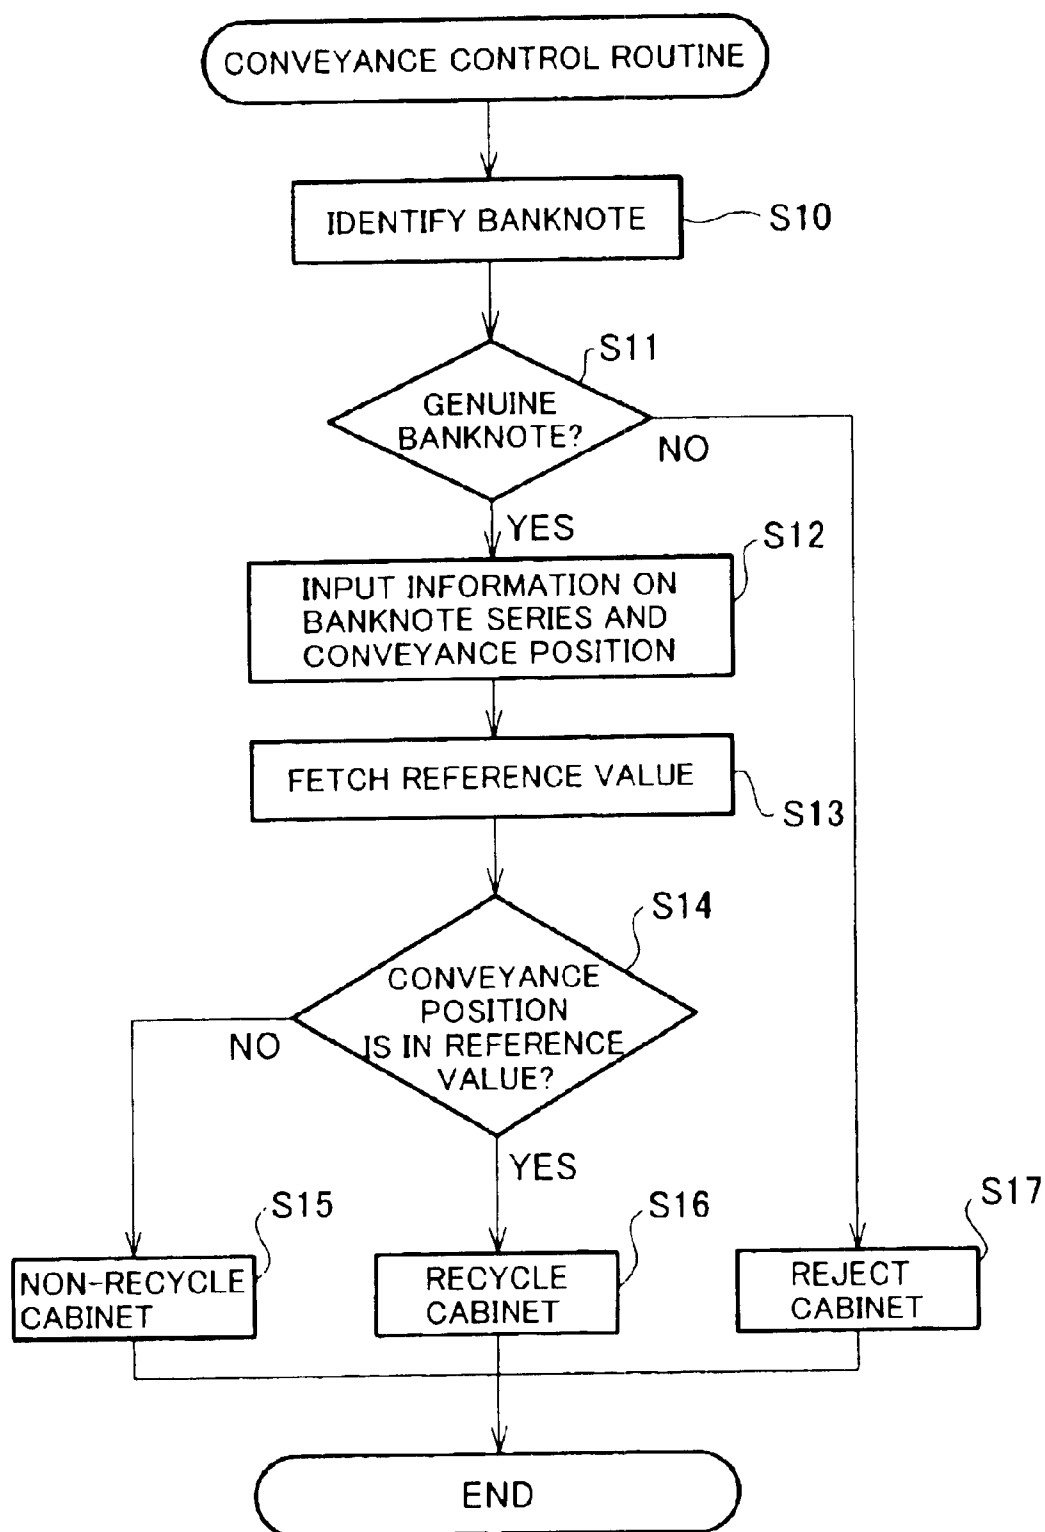 CONVEYANCE CONTROL ROUTINE
IDENTIFY BANKNOTE
S10
S11
GENUINE
BANKNOTE?
NO
YES
S12
INPUT INFORMATION ON
BANKNOTE SERIES AND
CONVEYANCE POSITION
FETCH REFERENCE VALUE
S13
S14
CONVEYANCE
POSITION
IS IN REFERENCE
VALUE?
NO
YES
S15
NON-RECYCLE
CABINET
S16
RECYCLE
CABINET
S17
REJECT
CABINET
END